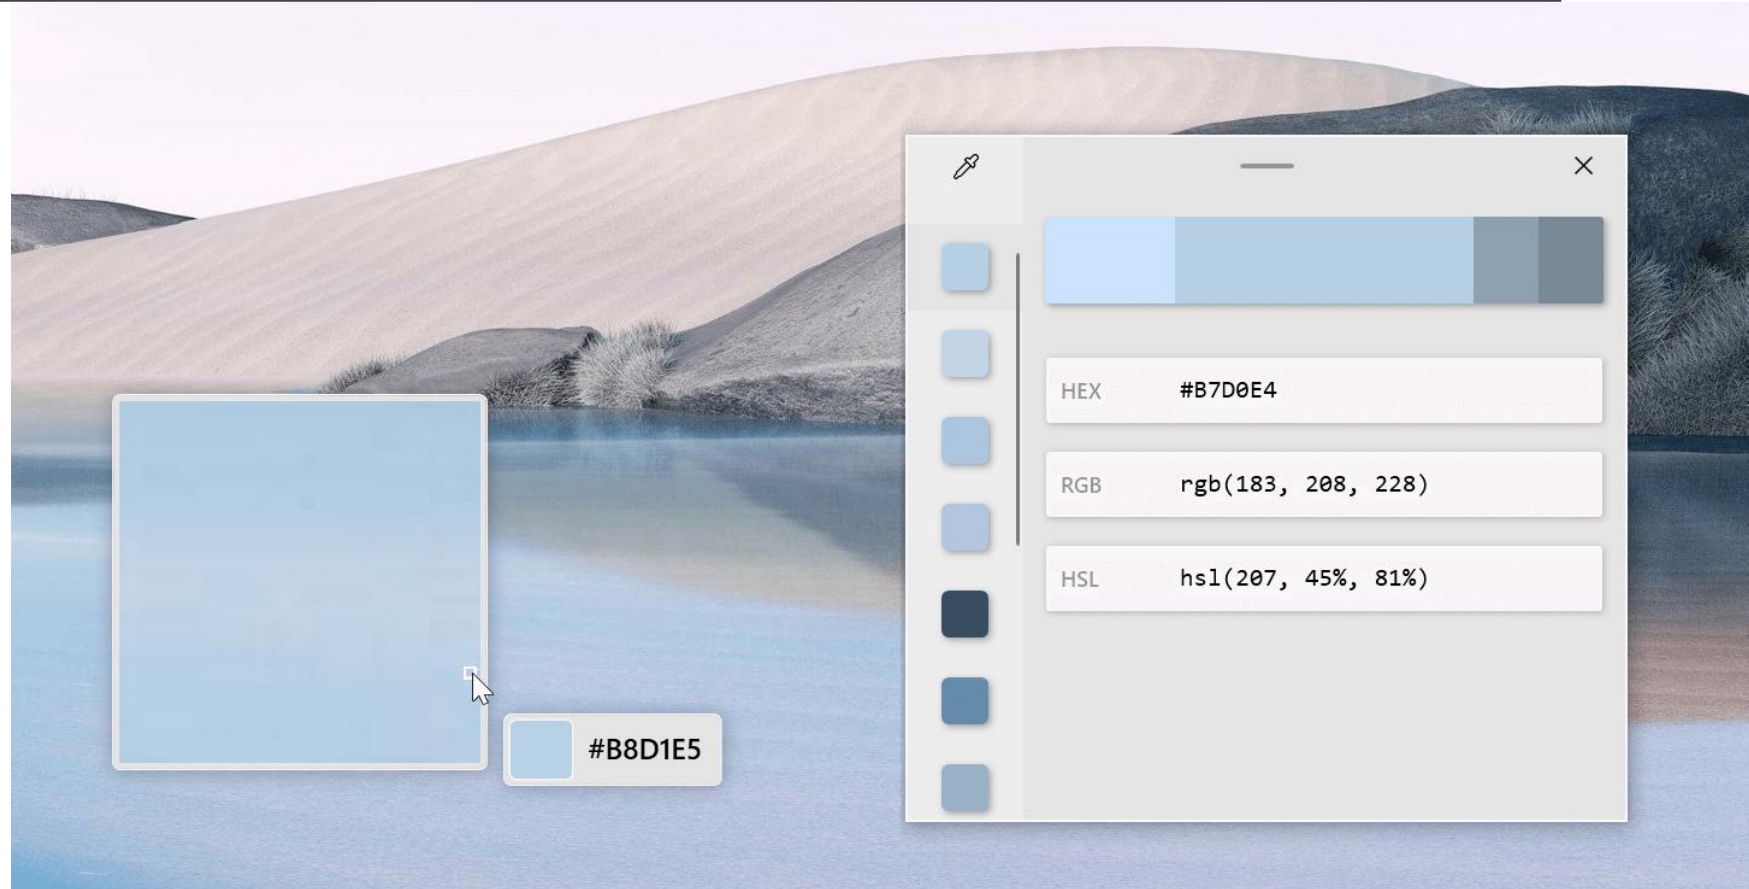 HEX #B7D0E4
RGB rgb(183, 208, 228)
HSL hsl(207, 45%, 81%)
#B8D1E5